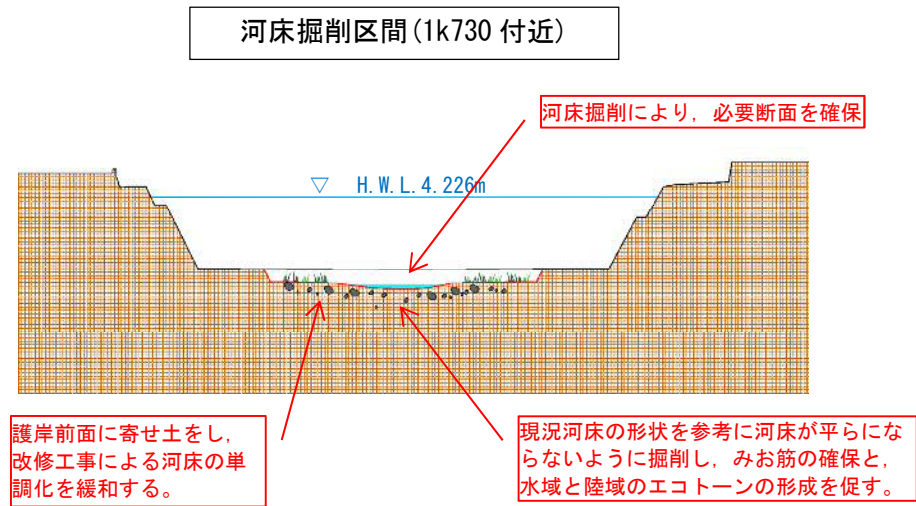 河床掘削区間(1k730 付近)
河床掘削により，必要断面を確保
▽ H.W.L.4.226m
護岸前面に寄せ土をし，
改修工事による河床の単
調化を緩和する。
現況河床の形状を参考に河床が平らにな
らないように掘削し，みお筋の確保と，
水域と陸域のエコトーンの形成を促す。